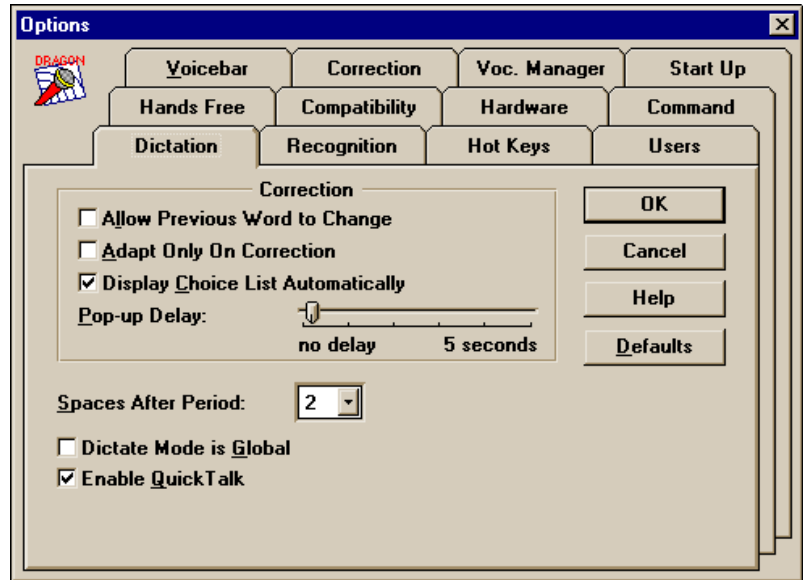 Options
DRAGON
Voicebar Correction Voc. Manager Start Up
Hands Free Compatibility Hardware Command
Dictation Recognition Hot Keys Users
Correction
Allow Previous Word to Change
Adapt Only On Correction
Display Choice List Automatically
Pop-up Delay:
no delay 5 seconds
OK
Cancel
Help
Defaults
Spaces After Period: 2
Dictate Mode is Global
Enable QuickTalk